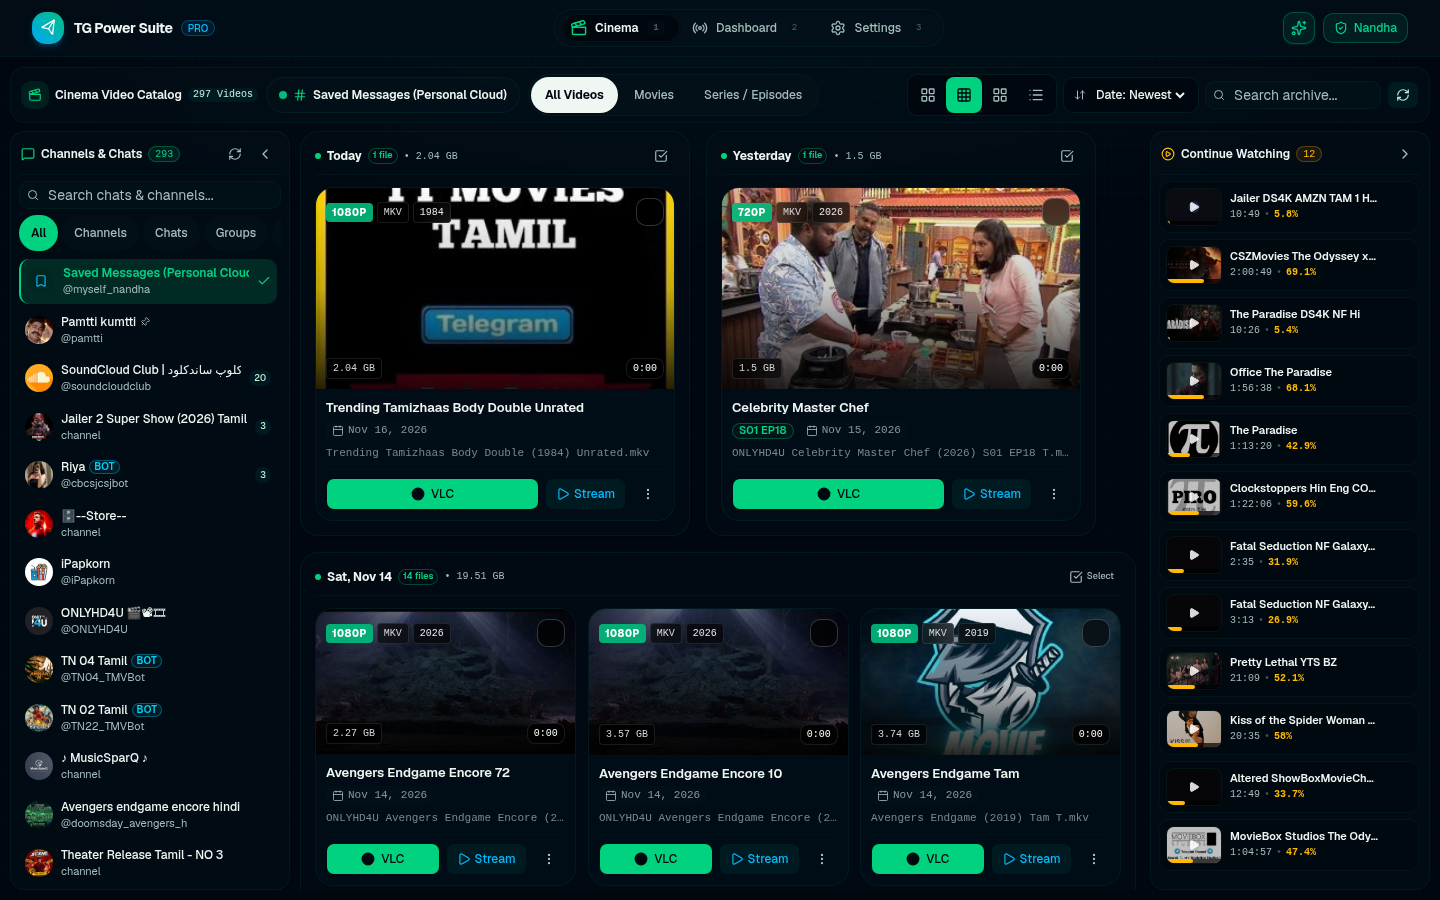 TG Power Suite PRO
Cinema 1
Dashboard 2
Settings 3
Nandha
Cinema Video Catalog 297 Videos
Saved Messages (Personal Cloud)
All Videos
Movies
Series / Episodes
Date: Newest
Search archive...
Channels & Chats 293
Search chats & channels...
All
Channels
Chats
Groups
Saved Messages (Personal Cloud
@myself_nandha
Pamtti kumtti
@pamtti
SoundCloud Club | کلوپ ساندکلود
@soundcloudclub
20
Jailer 2 Super Show (2026) Tamil
channel
3
Riya BOT
@cbcsjcsjbot
3
--Store--
channel
iPapkorn
@iPapkorn
ONLYHD4U
@ONLYHD4U
TN 04 Tamil BOT
@TN04_TMVBot
TN 02 Tamil BOT
@TN22_TMVBot
♪ MusicSparQ ♪
channel
Avengers endgame encore hindi
@doomsday_avengers_h
Theater Release Tamil - NO 3
channel
Today 1 file • 2.04 GB
1080P MKV 1984
MOVIES
TAMIL
Telegram
2.04 GB
0:00
Trending Tamizhaas Body Double Unrated
Nov 16, 2026
Trending Tamizhaas Body Double (1984) Unrated.mkv
VLC
Stream
Yesterday 1 file • 1.5 GB
720P MKV 2026
1.5 GB
0:00
Celebrity Master Chef
S01 EP18 Nov 15, 2026
ONLYHD4U Celebrity Master Chef (2026) S01 EP18 T.m…
VLC
Stream
Sat, Nov 14 14 files • 19.51 GB
Select
1080P MKV 2026
2.27 GB
0:00
Avengers Endgame Encore 72
Nov 14, 2026
ONLYHD4U Avengers Endgame Encore (2…
VLC
Stream
1080P MKV 2026
3.57 GB
0:00
Avengers Endgame Encore 10
Nov 14, 2026
ONLYHD4U Avengers Endgame Encore (2…
VLC
Stream
1080P MKV 2019
MOVIE
3.74 GB
0:00
Avengers Endgame Tam
Nov 14, 2026
Avengers Endgame (2019) Tam T.mkv
VLC
Stream
Continue Watching 12
Jailer DS4K AMZN TAM 1 H…
10:49 • 5.8%
CSZMovies The Odyssey x…
2:00:49 • 69.1%
The Paradise DS4K NF Hi
10:26 • 5.4%
Office The Paradise
1:56:38 • 68.1%
The Paradise
1:13:20 • 42.9%
Clockstoppers Hin Eng CO…
1:22:06 • 59.6%
Fatal Seduction NF Galaxy…
2:35 • 31.9%
Fatal Seduction NF Galaxy…
3:13 • 26.9%
Pretty Lethal YTS BZ
21:09 • 52.1%
Kiss of the Spider Woman …
20:35 • 58%
Altered ShowBoxMovieCh…
12:49 • 33.7%
MovieBox Studios The Ody…
1:04:57 • 47.4%